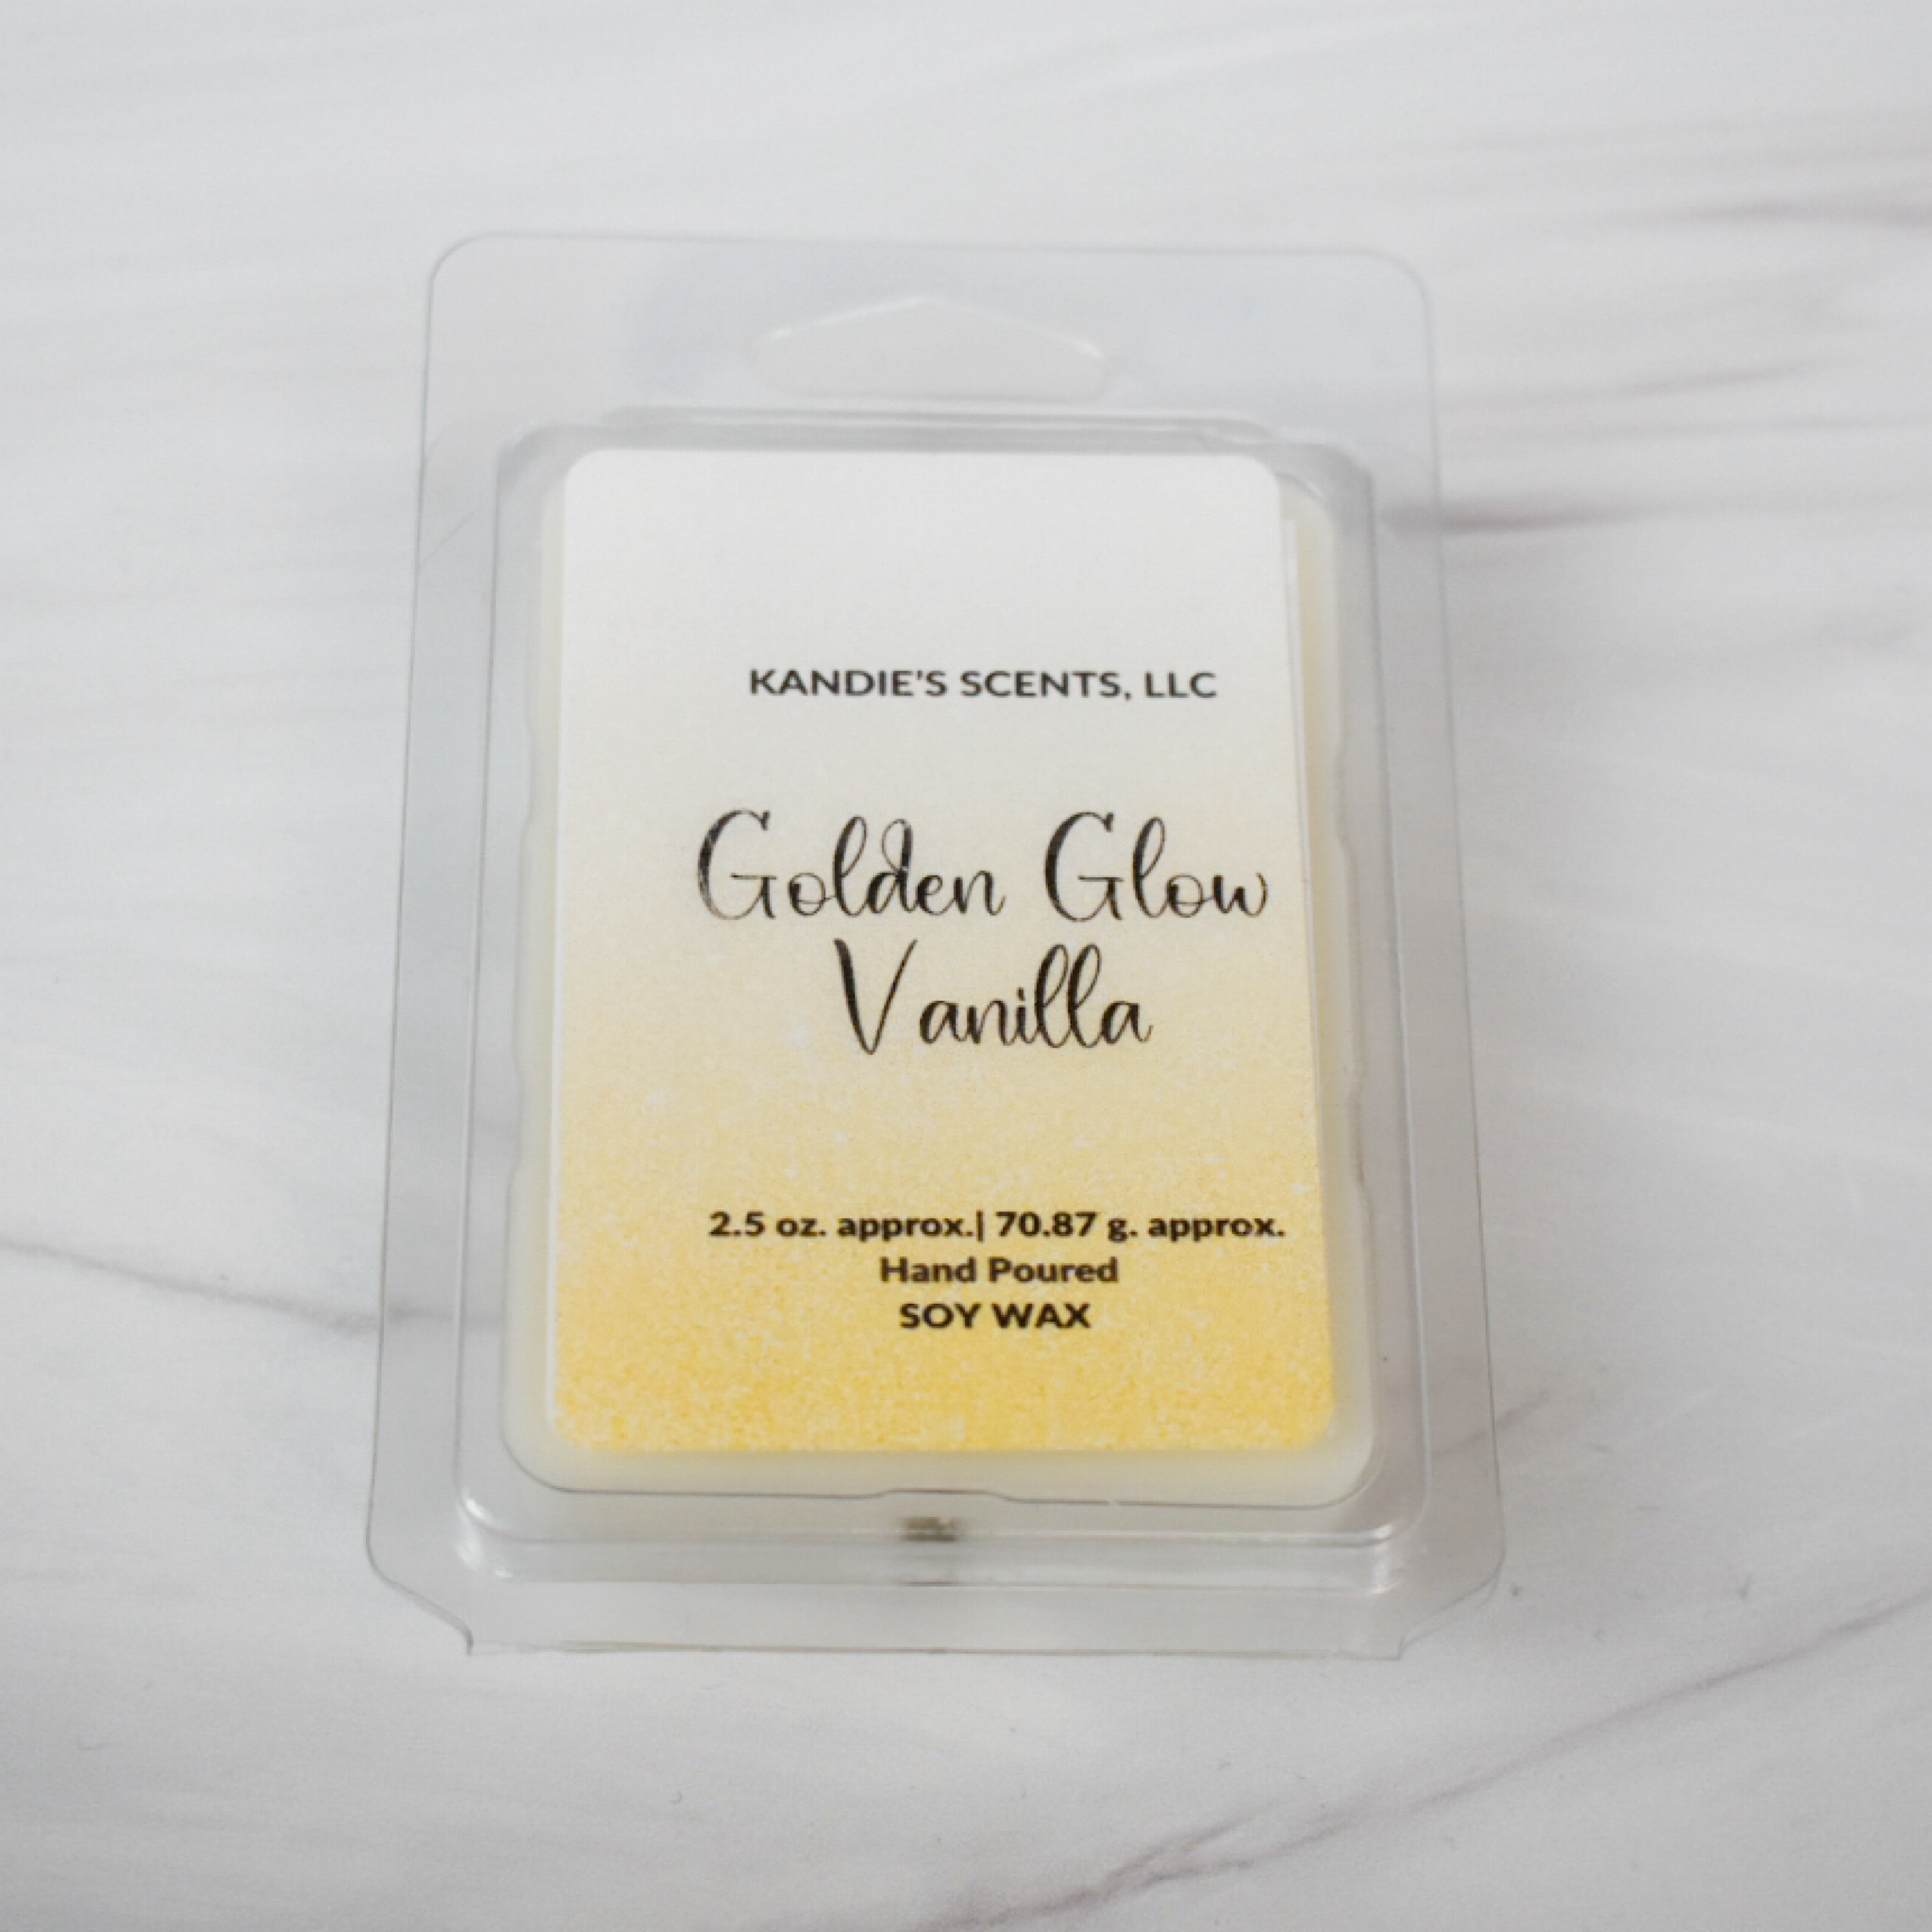 KANDIE'S SCENTS, LLC
Golden Glow
Vanilla
2.5 oz. approx.| 70.87 g. approx.
Hand Poured
SOY WAX